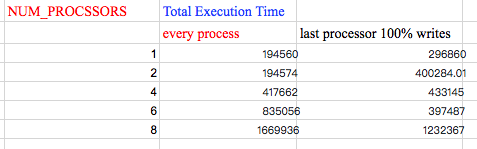 NUM_PROCSSORS Total Execution Time
every process last processor 100% writes
1 194560 296860
2 194574 400284.01
4 417662 433145
6 835056 397487
8 1669936 1232367